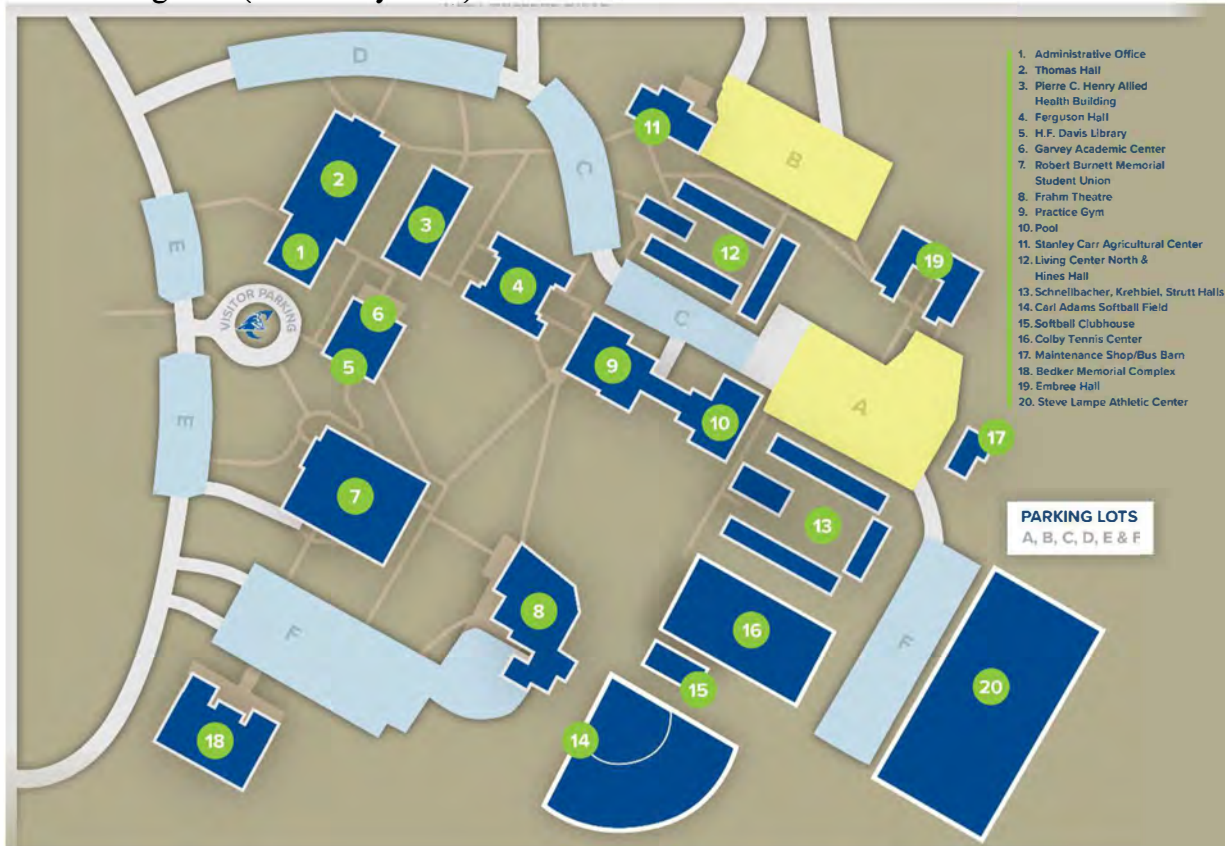 D
C
B
E
VISITOR PARKING
E
C
A
F
F
1
2
3
4
5
6
7
8
9
10
11
12
13
14
15
16
17
18
19
20
1. Administrative Office
2. Thomas Hall
3. Pierre C. Henry Allied
Health Building
4. Ferguson Hall
5. H.F. Davis Library
6. Garvey Academic Center
7. Robert Burnett Memorial
Student Union
8. Frahm Theatre
9. Practice Gym
10. Pool
11. Stanley Carr Agricultural Center
12. Living Center North &
Hines Hall
13. Schnellbacher, Krehbiel, Strutt Halls
14. Carl Adams Softball Field
15. Softball Clubhouse
16. Colby Tennis Center
17. Maintenance Shop/Bus Barn
18. Bedker Memorial Complex
19. Embree Hall
20. Steve Lampe Athletic Center
PARKING LOTS
A, B, C, D, E & F